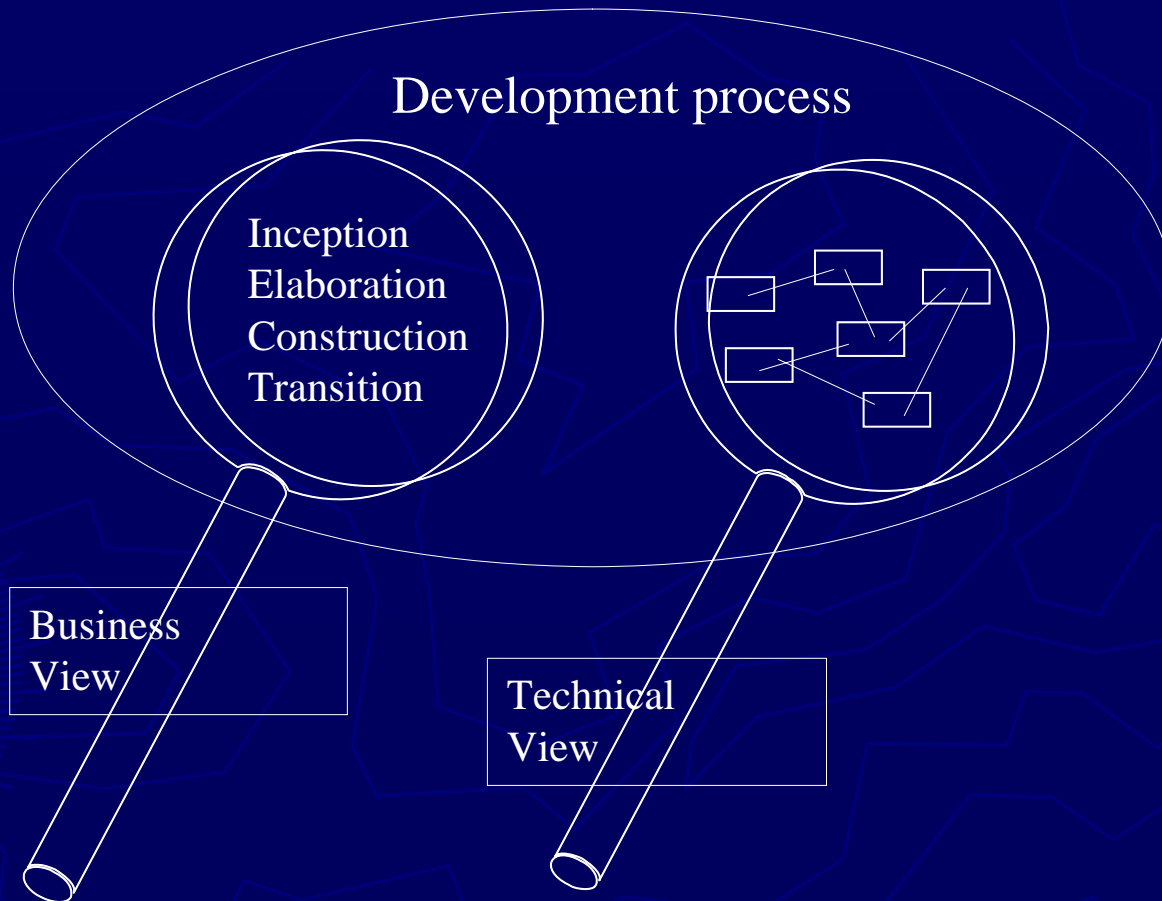 Development process
Inception
Elaboration
Construction
Transition
Business
View
Technical
View